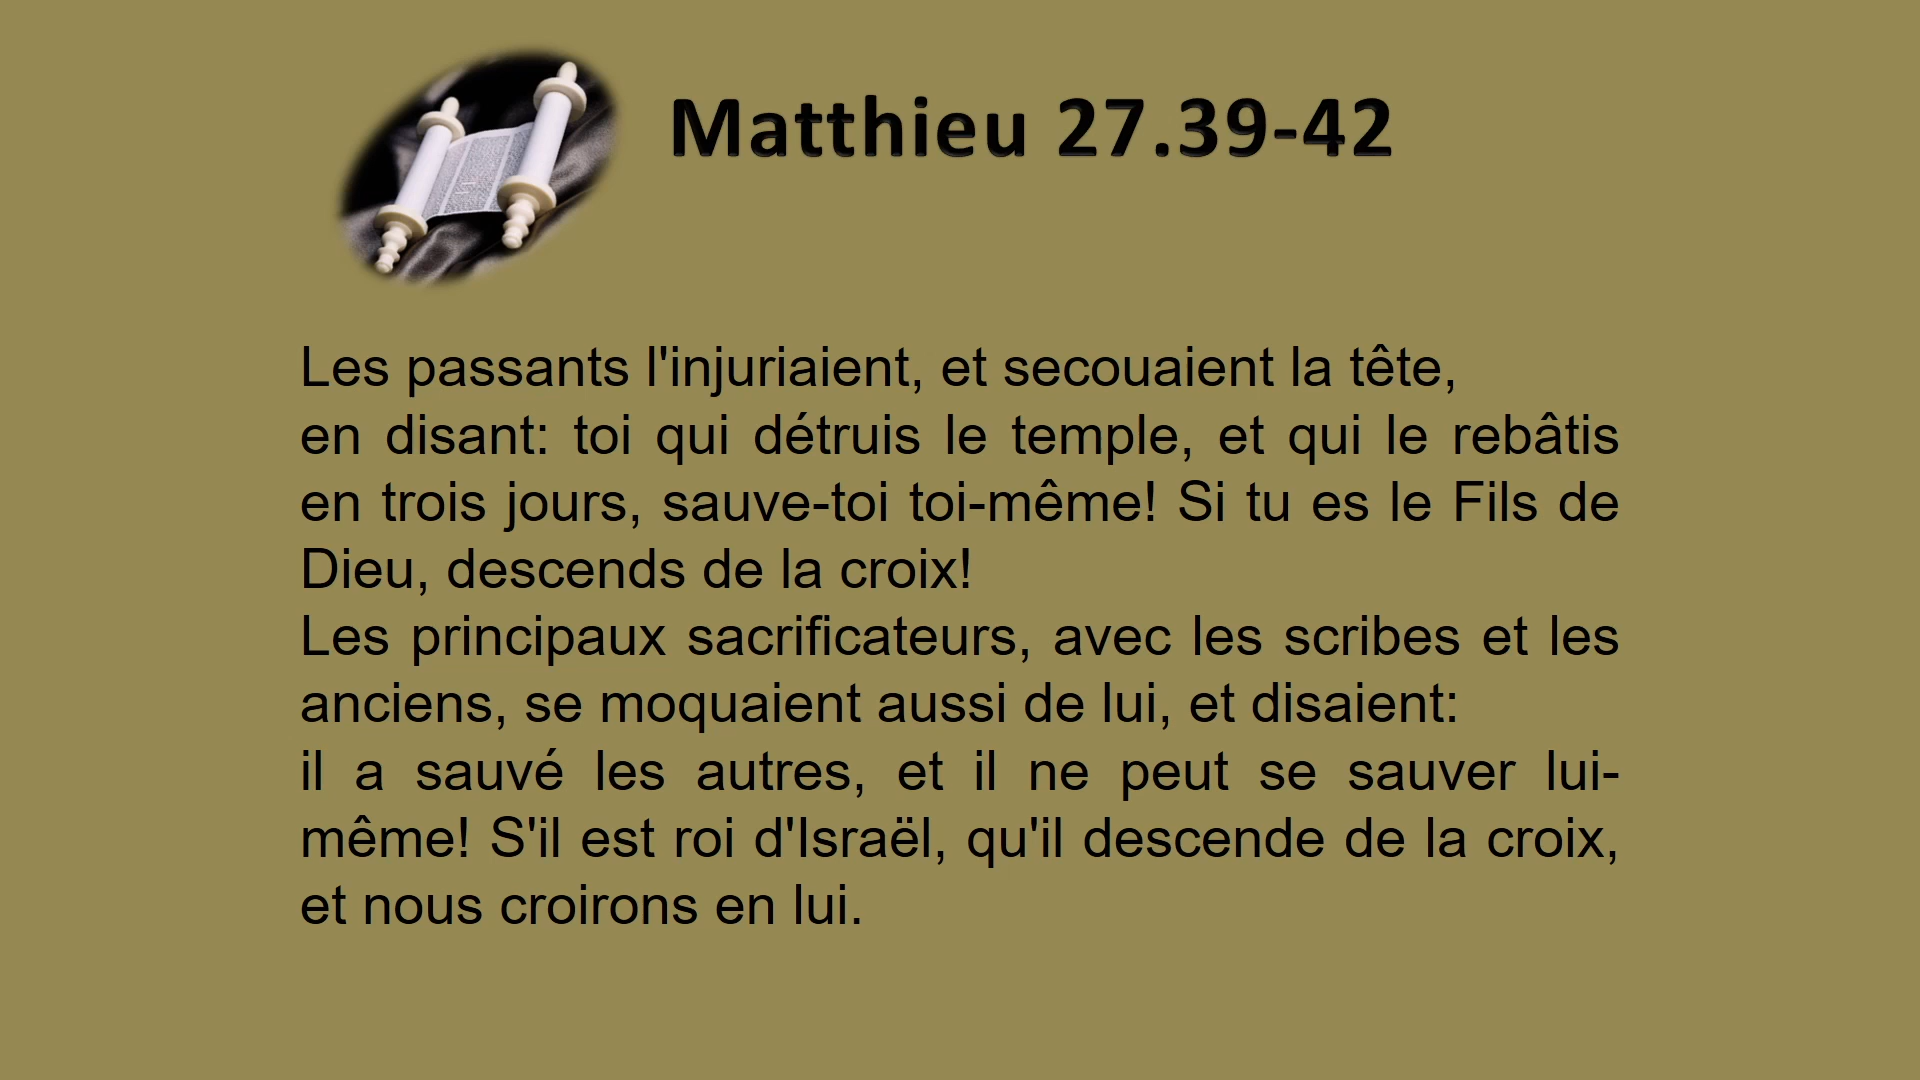 Matthieu 27.39-42
Les passants l'injuriaient, et secouaient la tête,
en disant: toi qui détruis le temple, et qui le rebâtis
en trois jours, sauve-toi toi-même! Si tu es le Fils de
Dieu, descends de la croix!
Les principaux sacrificateurs, avec les scribes et les
anciens, se moquaient aussi de lui, et disaient:
il a sauvé les autres, et il ne peut se sauver lui-
même! S'il est roi d'Israël, qu'il descende de la croix,
et nous croirons en lui.